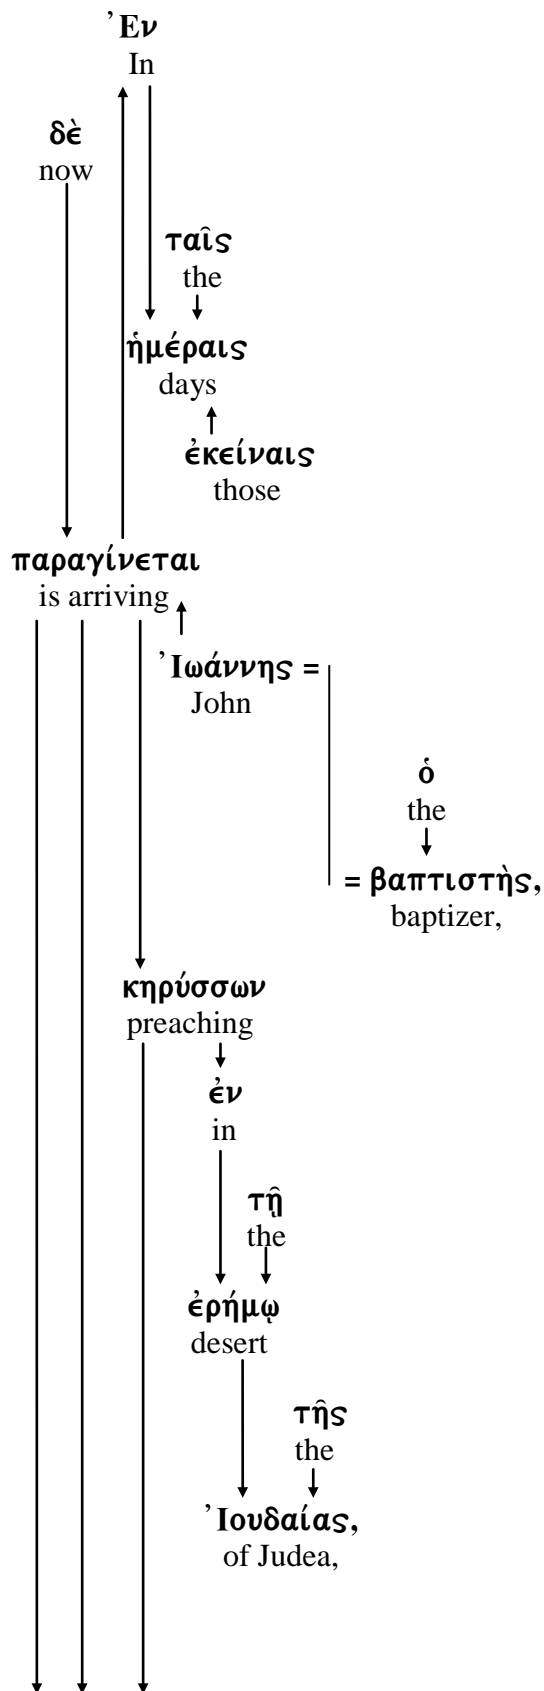 Ἐν
In
δὲ
now
ταῖς
the
ἡμέραις
days
ἐκείναις
those
παραγίνεται
is arriving
Ἰωάννης =
John
ὁ
the
= βαπτιστὴς,
baptizer,
κηρύσσων
preaching
ἐν
in
τῇ
the
ἐρήμῳ
desert
τῆς
the
Ἰουδαίας,
of Judea,